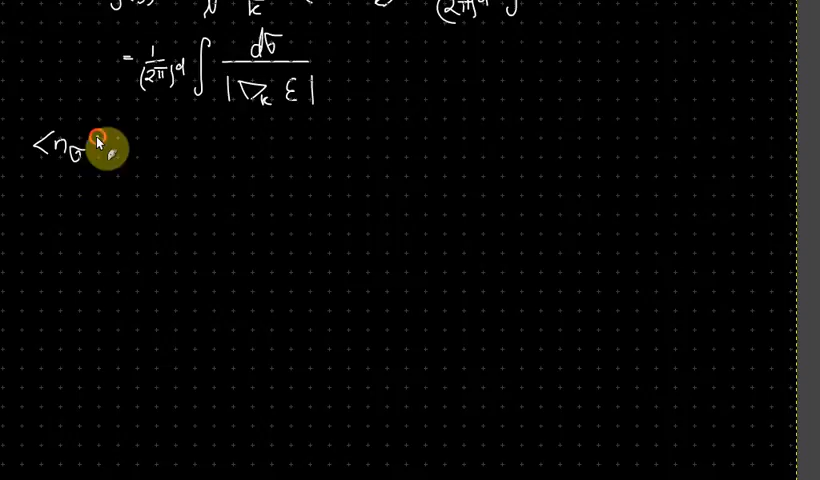 = 1/(2π)^d ∫ dσ / |∇_k ε|
<n_σ